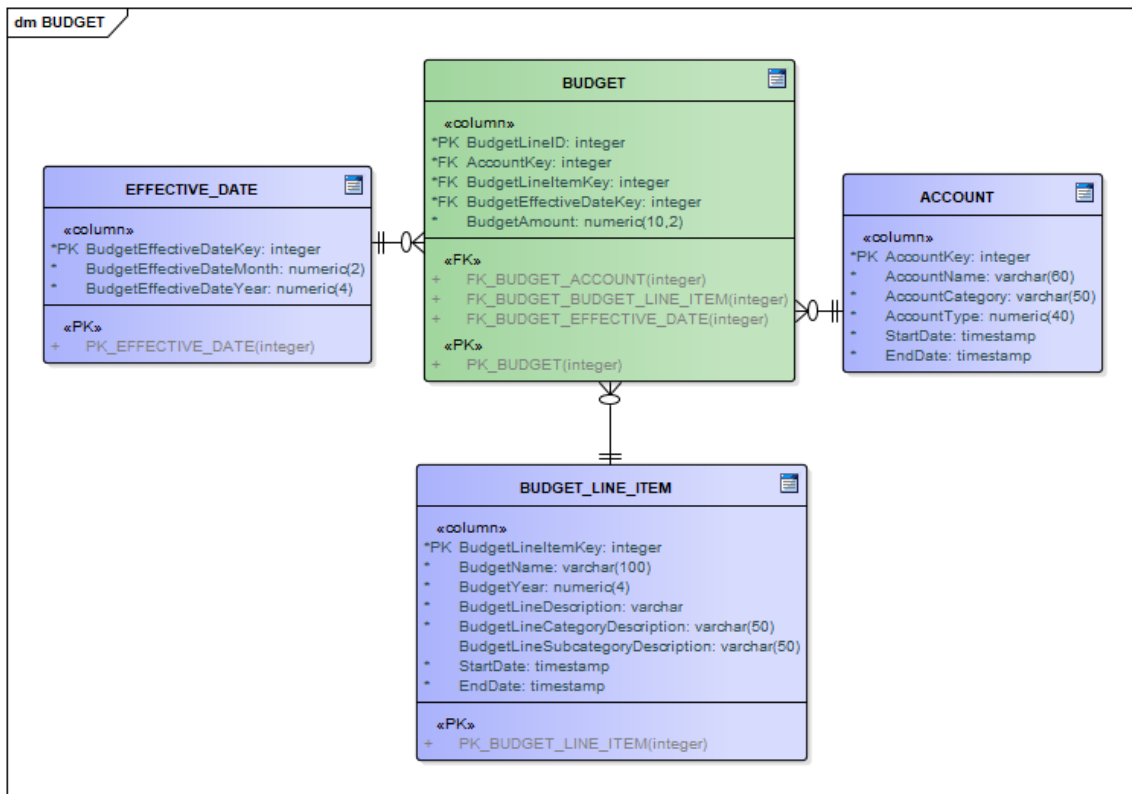 dm BUDGET
BUDGET
«column»
*PK BudgetLineID: integer
*FK AccountKey: integer
*FK BudgetLineItemKey: integer
*FK BudgetEffectiveDateKey: integer
* BudgetAmount: numeric(10,2)
«FK»
+ FK_BUDGET_ACCOUNT(integer)
+ FK_BUDGET_BUDGET_LINE_ITEM(integer)
+ FK_BUDGET_EFFECTIVE_DATE(integer)
«PK»
+ PK_BUDGET(integer)
EFFECTIVE_DATE
«column»
*PK BudgetEffectiveDateKey: integer
* BudgetEffectiveDateMonth: numeric(2)
* BudgetEffectiveDateYear: numeric(4)
«PK»
+ PK_EFFECTIVE_DATE(integer)
ACCOUNT
«column»
*PK AccountKey: integer
* AccountName: varchar(60)
* AccountCategory: varchar(50)
* AccountType: numeric(40)
* StartDate: timestamp
* EndDate: timestamp
BUDGET_LINE_ITEM
«column»
*PK BudgetLineItemKey: integer
* BudgetName: varchar(100)
* BudgetYear: numeric(4)
* BudgetLineDescription: varchar
* BudgetLineCategoryDescription: varchar(50)
BudgetLineSubcategoryDescription: varchar(50)
* StartDate: timestamp
* EndDate: timestamp
«PK»
+ PK_BUDGET_LINE_ITEM(integer)